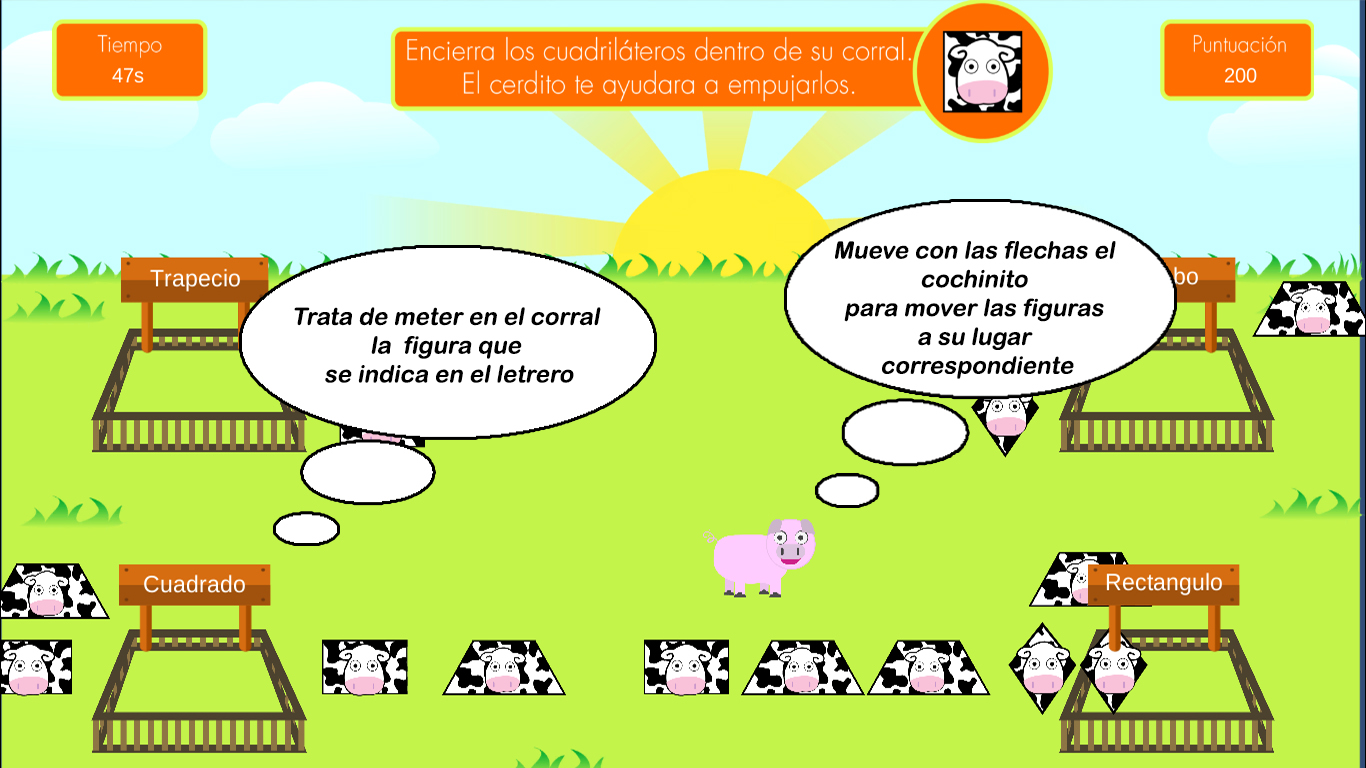 Tiempo
47s
Encierra los cuadriláteros dentro de su corral.
El cerdito te ayudara a empujarlos.
Puntuación
200
Trapecio
Trata de meter en el corral
la figura que
se indica en el letrero
Mueve con las flechas el
cochinito
para mover las figuras
a su lugar
correspondiente
bo
Cuadrado
Rectangulo